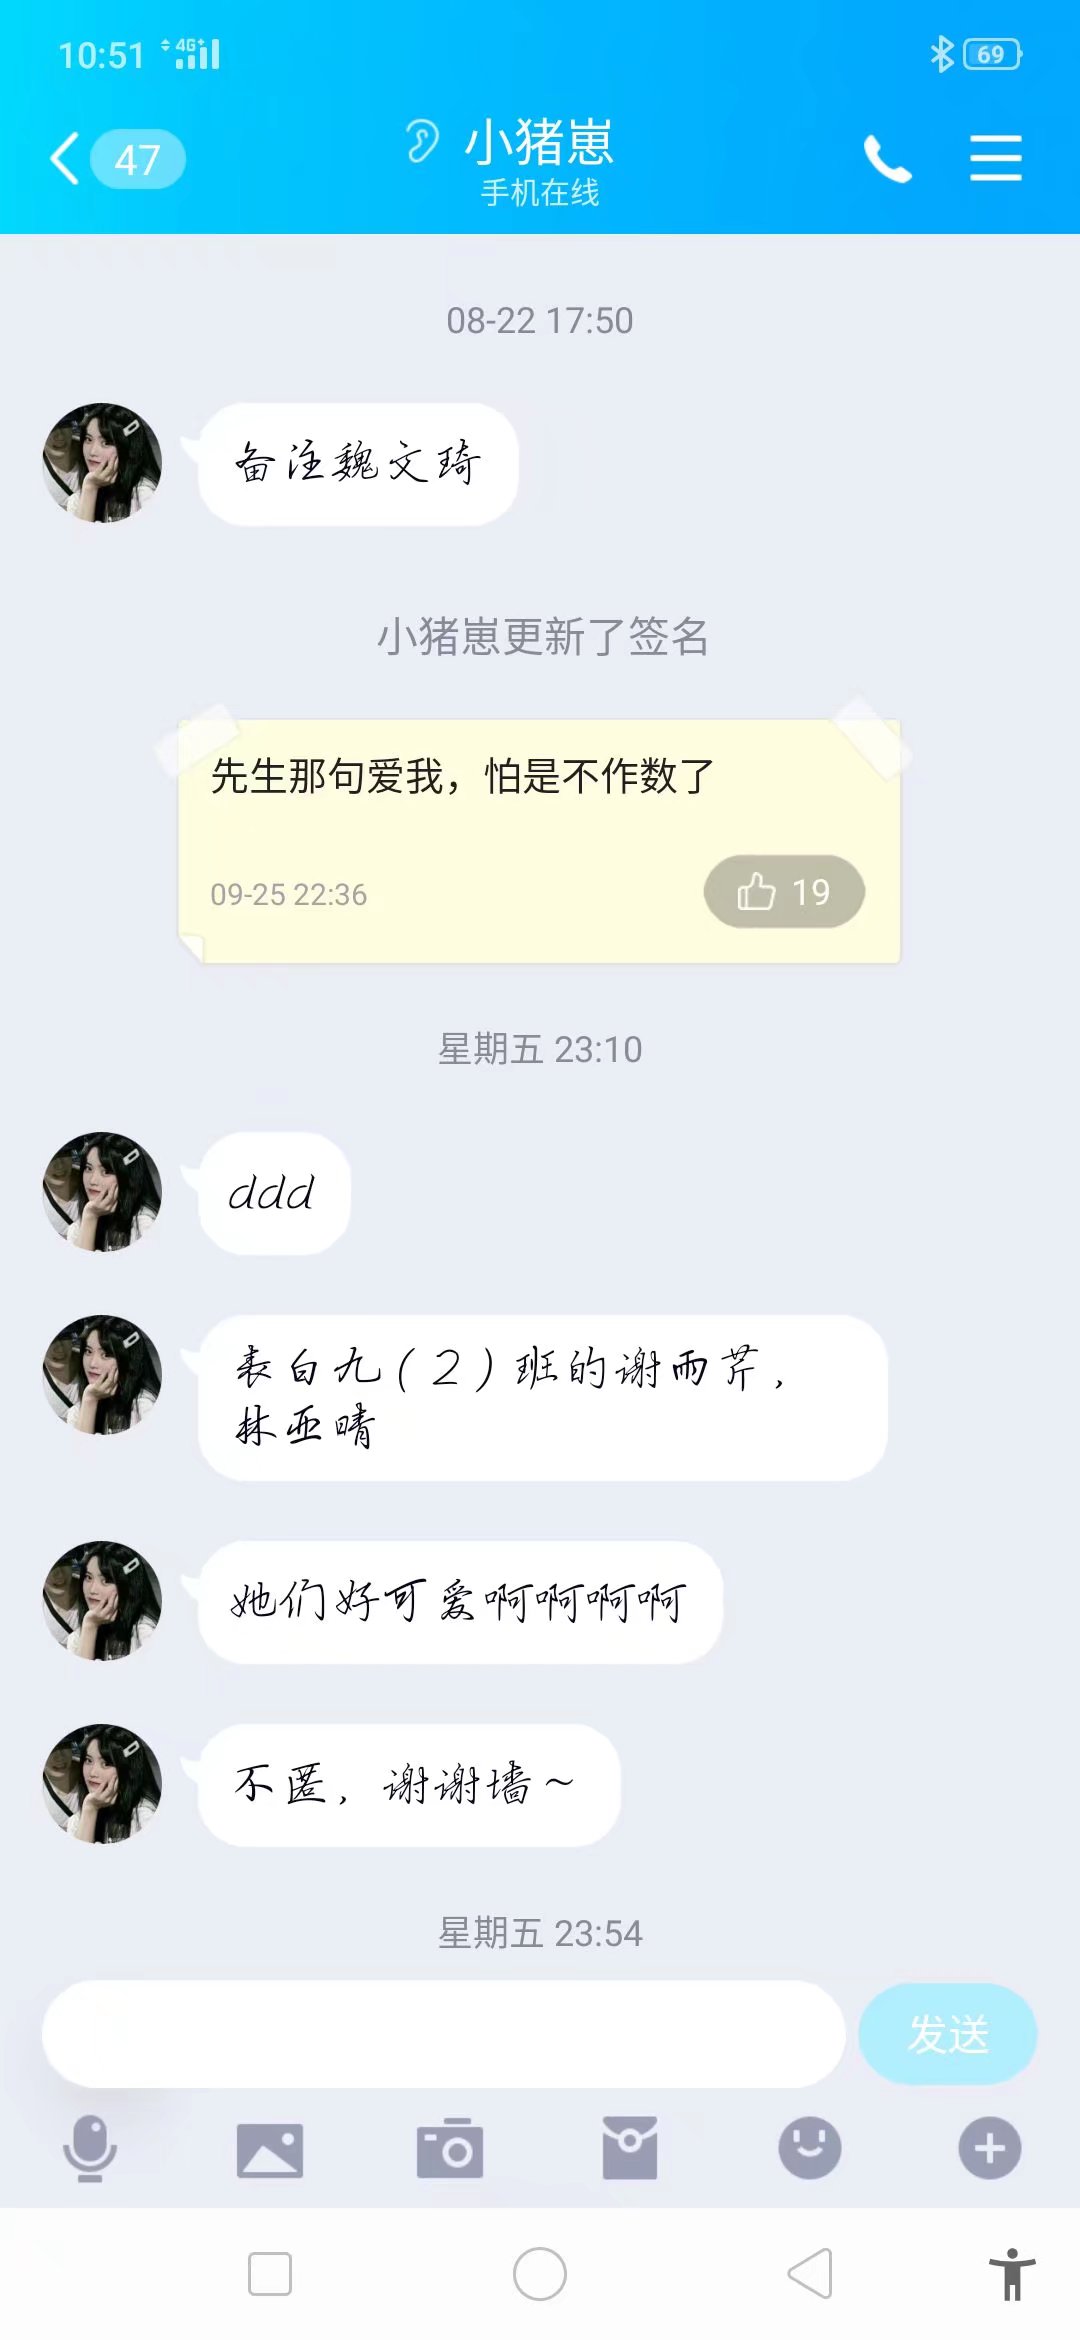 10:51 4G+ 69
47 小猪崽
手机在线
08-22 17:50
备注魏文琦
小猪崽更新了签名
先生那句爱我，怕是不作数了
09-25 22:36 19
星期五 23:10
ddd
表白九（2）班的谢雨芹，
林亚晴
她们好可爱啊啊啊啊
不匿，谢谢墙～
星期五 23:54
发送